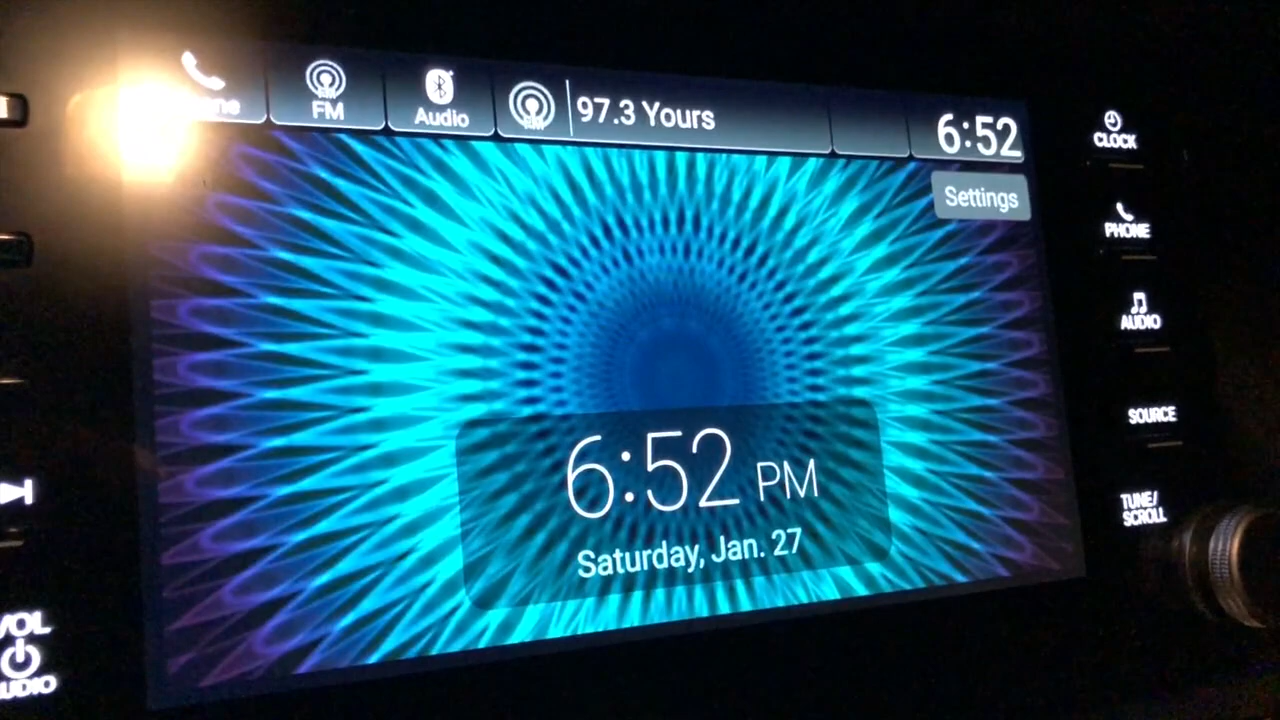 FM
Audio
97.3 Yours
6:52
Settings
6:52 PM
Saturday, Jan. 27
CLOCK
PHONE
AUDIO
SOURCE
TUNE/
SCROLL
VOL
AUDIO